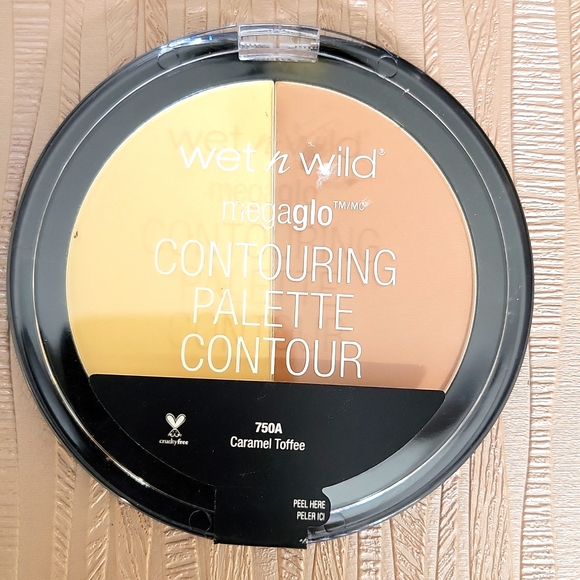 wet n wild®
megaglo™/MC
CONTOURING
PALETTE
CONTOUR
750A
Caramel Toffee
crueltyfree
PEEL HERE
PELER ICI